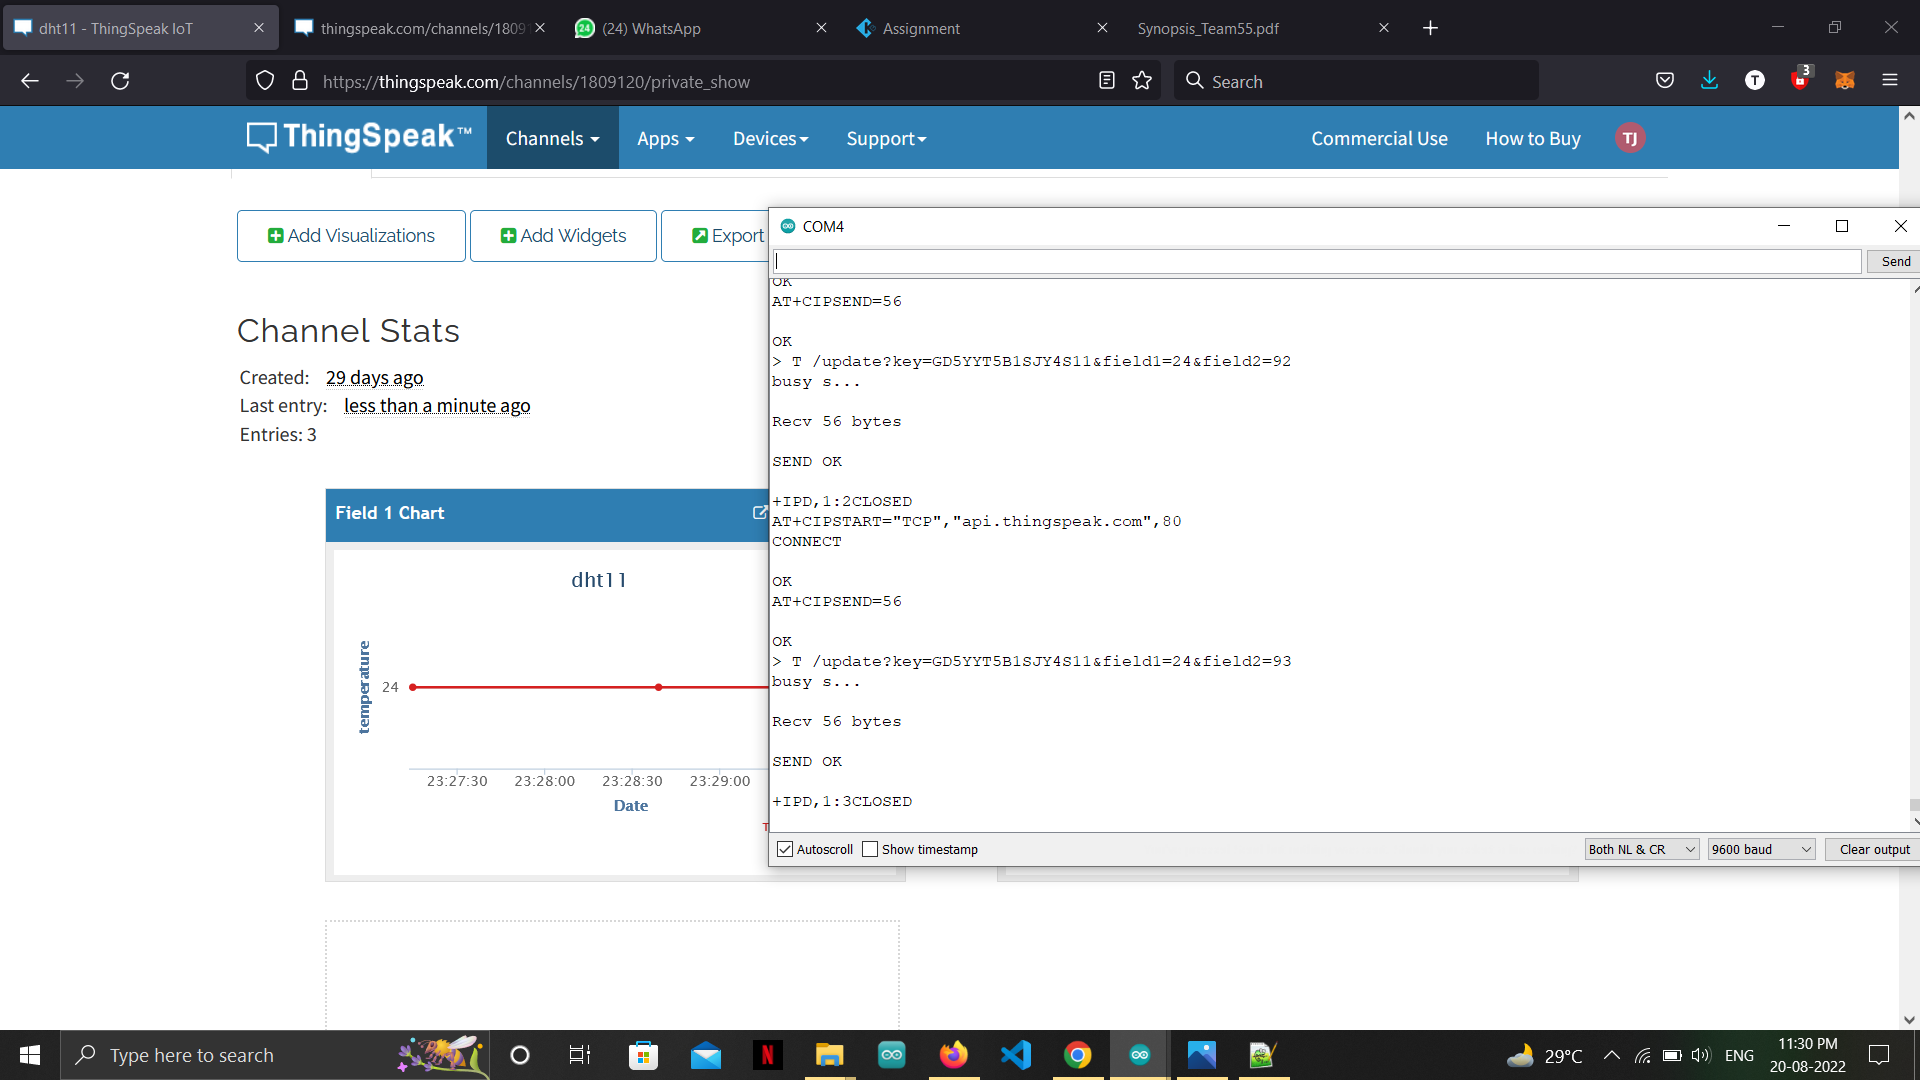 dht11 - ThingSpeak IoT
thingspeak.com/channels/1809
(24) WhatsApp
Assignment
Synopsis_Team55.pdf
https://thingspeak.com/channels/1809120/private_show
Search
T
3
ThingSpeak™
Channels
Apps
Devices
Support
Commercial Use
How to Buy
TJ
Add Visualizations
Add Widgets
Export
Channel Stats
Created: 29 days ago
Last entry: less than a minute ago
Entries: 3
Field 1 Chart
dht11
temperature
24
23:27:30 23:28:00 23:28:30 23:29:00
Date
COM4
Send
OK
AT+CIPSEND=56
OK
> T /update?key=GD5YYT5B1SJY4S11&field1=24&field2=92
busy s...
Recv 56 bytes
SEND OK
+IPD,1:2CLOSED
AT+CIPSTART="TCP","api.thingspeak.com",80
CONNECT
OK
AT+CIPSEND=56
OK
> T /update?key=GD5YYT5B1SJY4S11&field1=24&field2=93
busy s...
Recv 56 bytes
SEND OK
+IPD,1:3CLOSED
Autoscroll
Show timestamp
Both NL & CR
9600 baud
Clear output
Type here to search
29°C
ENG
11:30 PM
20-08-2022